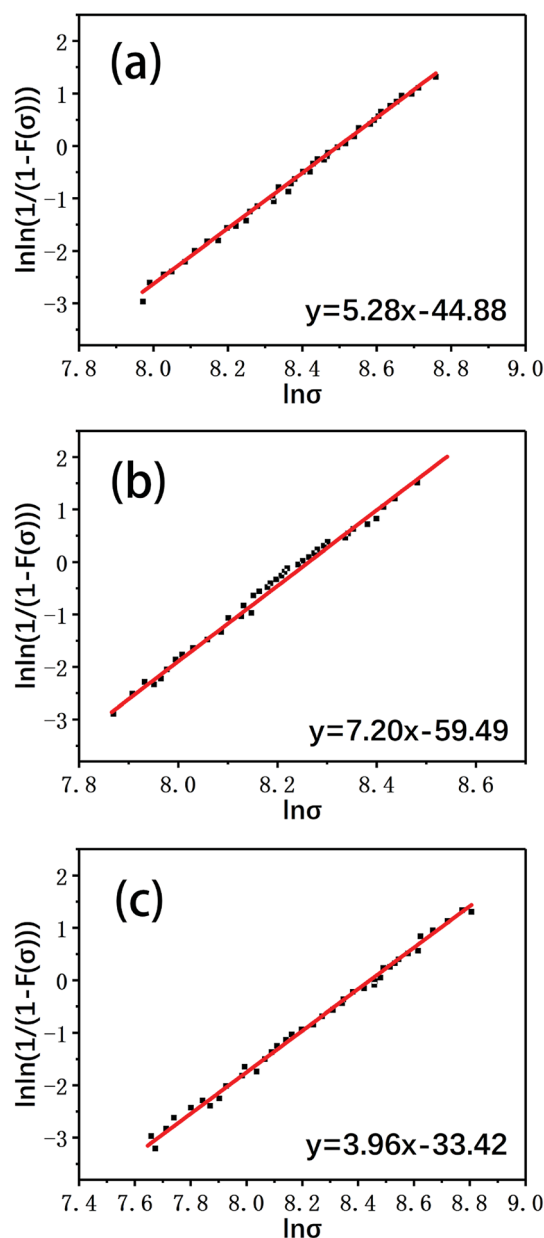 (a)
2
1
0
-1
-2
-3
lnln(1/(1-F(σ)))
y=5.28x-44.88
7.8 8.0 8.2 8.4 8.6 8.8 9.0
lnσ
(b)
2
1
0
-1
-2
-3
lnln(1/(1-F(σ)))
y=7.20x-59.49
7.8 8.0 8.2 8.4 8.6
lnσ
(c)
2
1
0
-1
-2
-3
lnln(1/(1-F(σ)))
y=3.96x-33.42
7.4 7.6 7.8 8.0 8.2 8.4 8.6 8.8 9.0
lnσ